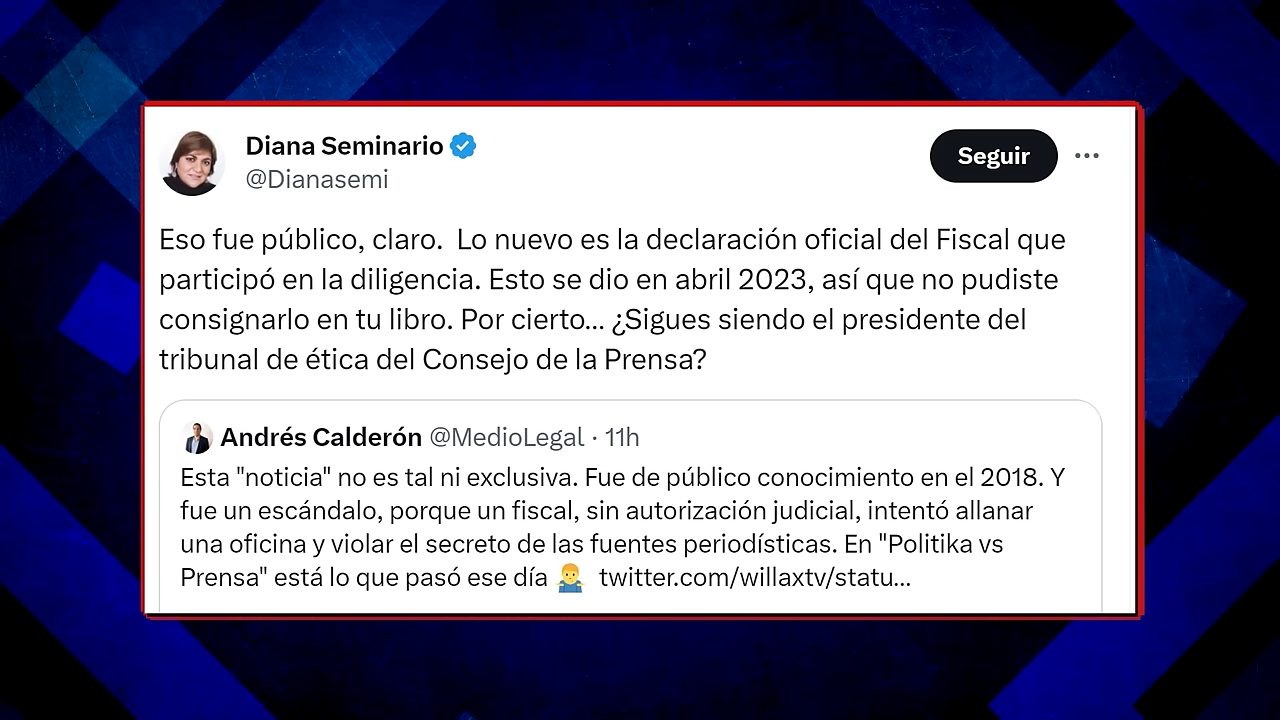 Diana Seminario
@Dianasemi
Seguir
Eso fue público, claro.  Lo nuevo es la declaración oficial del Fiscal que
participó en la diligencia. Esto se dio en abril 2023, así que no pudiste
consignarlo en tu libro. Por cierto... ¿Sigues siendo el presidente del
tribunal de ética del Consejo de la Prensa?
Andrés Calderón @MedioLegal · 11h
Esta "noticia" no es tal ni exclusiva. Fue de público conocimiento en el 2018. Y
fue un escándalo, porque un fiscal, sin autorización judicial, intentó allanar
una oficina y violar el secreto de las fuentes periodísticas. En "Politika vs
Prensa" está lo que pasó ese día 🤷‍♂️ twitter.com/willaxtv/statu...